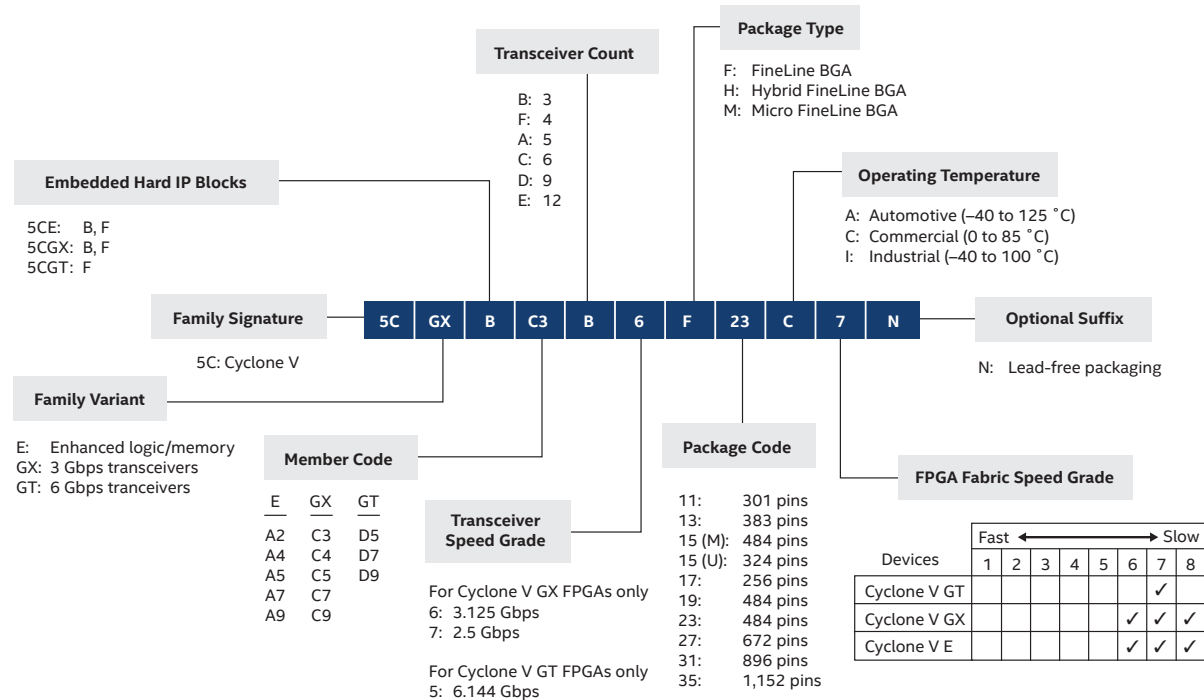 Package Type
F: FineLine BGA
H: Hybrid FineLine BGA
M: Micro FineLine BGA
Transceiver Count
B: 3
F: 4
A: 5
C: 6
D: 9
E: 12
Embedded Hard IP Blocks
5CE: B, F
5CGX: B, F
5CGT: F
Operating Temperature
A: Automotive (–40 to 125 ˚C)
C: Commercial (0 to 85 ˚C)
I: Industrial (–40 to 100 ˚C)
Family Signature
5C: Cyclone V
5C GX B C3 B 6 F 23 C 7 N
Optional Suffix
N: Lead-free packaging
Family Variant
E: Enhanced logic/memory
GX: 3 Gbps transceivers
GT: 6 Gbps tranceivers
Member Code
E GX GT
A2 C3 D5
A4 C4 D7
A5 C5 D9
A7 C7
A9 C9
Transceiver
Speed Grade
For Cyclone V GX FPGAs only
6: 3.125 Gbps
7: 2.5 Gbps
For Cyclone V GT FPGAs only
5: 6.144 Gbps
Package Code
11: 301 pins
13: 383 pins
15 (M): 484 pins
15 (U): 324 pins
17: 256 pins
19: 484 pins
23: 484 pins
27: 672 pins
31: 896 pins
35: 1,152 pins
FPGA Fabric Speed Grade
Fast Slow
Devices 1 2 3 4 5 6 7 8
Cyclone V GT ✓
Cyclone V GX ✓ ✓ ✓
Cyclone V E ✓ ✓ ✓